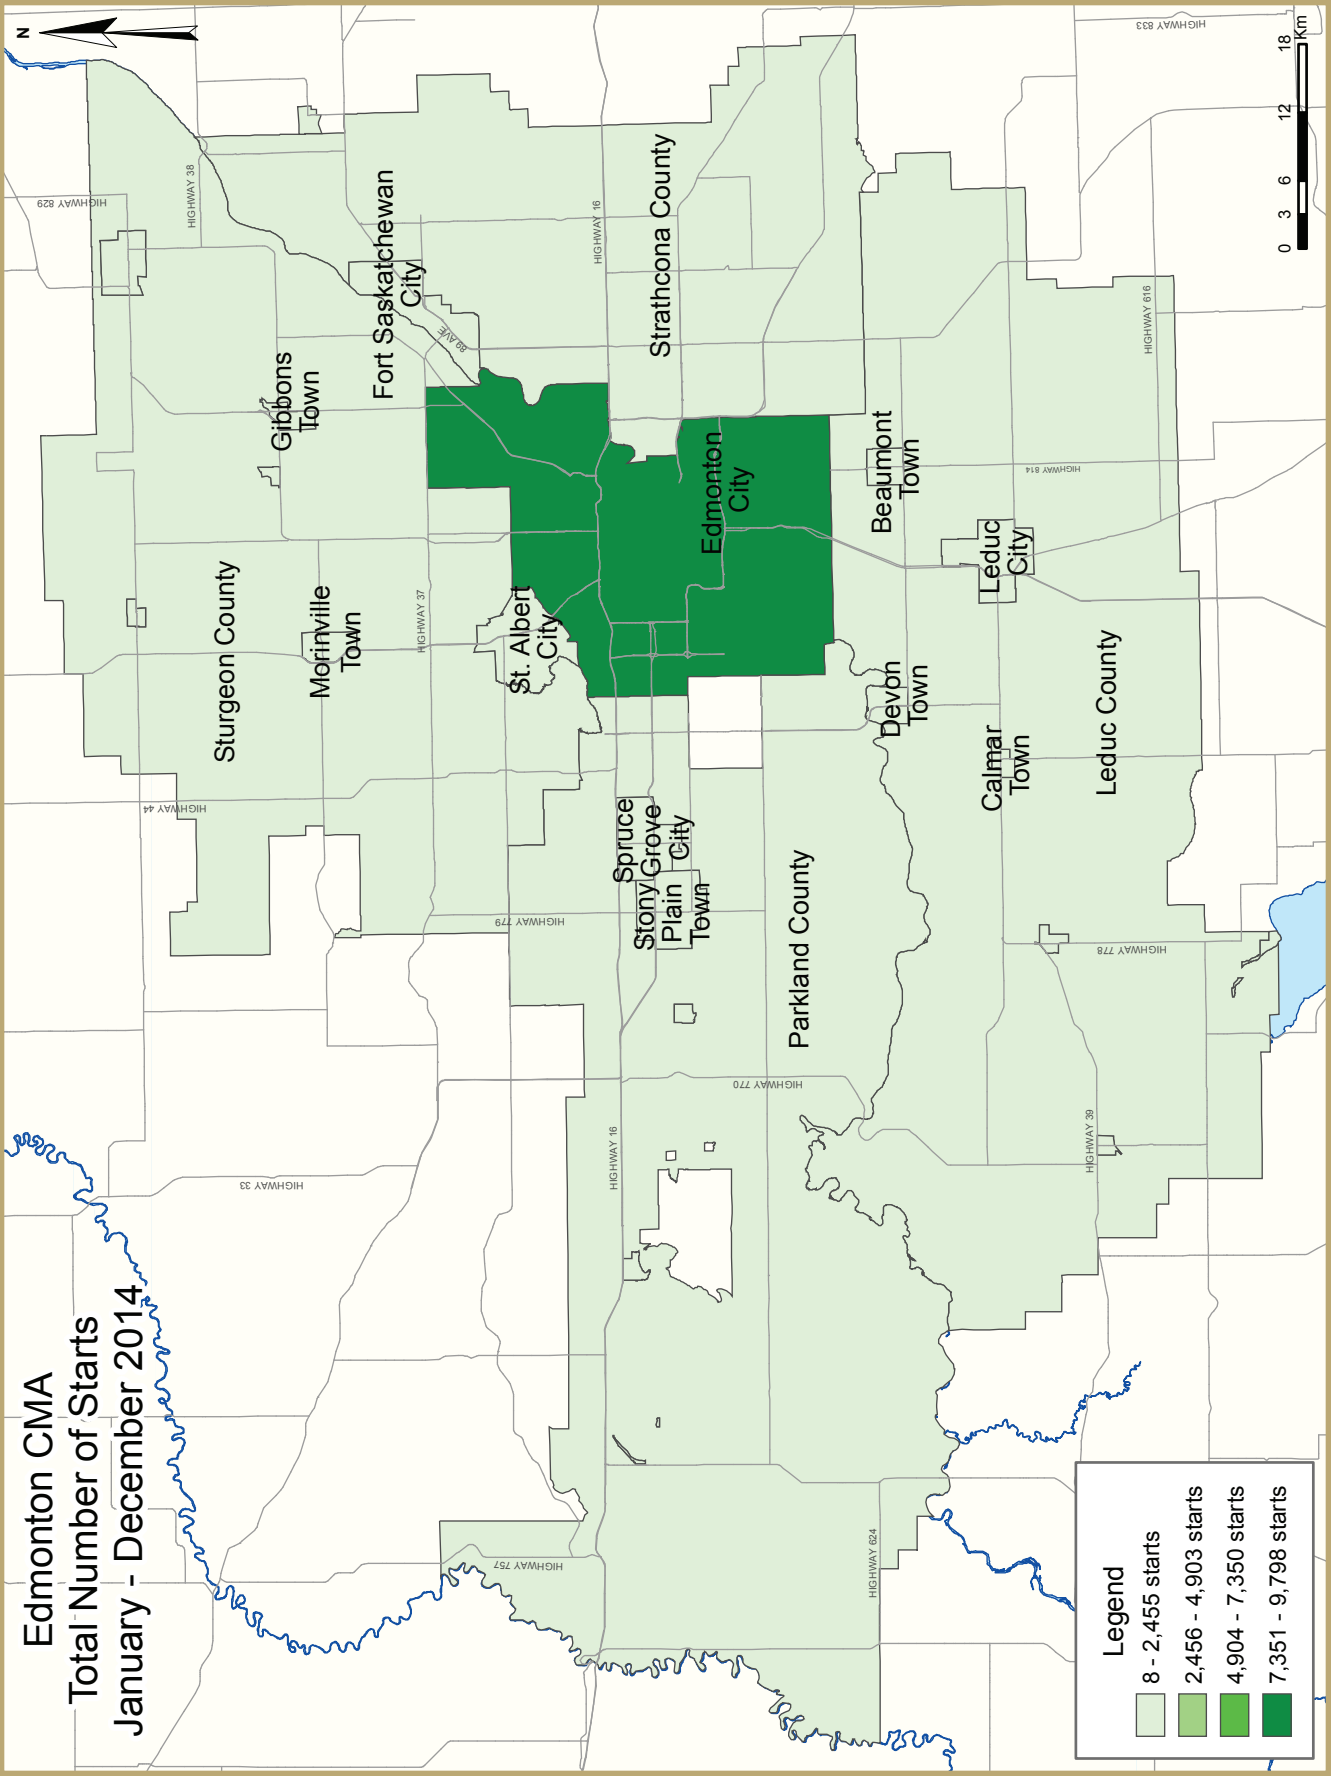 Edmonton CMA
Total Number of Starts
January - December 2014
N
HIGHWAY 829
HIGHWAY 38
Gibbons
Town
Fort Saskatchewan
City
89 AVE
Sturgeon County
Morinville
Town
HIGHWAY 44
HIGHWAY 37
St. Albert
City
HIGHWAY 779
HIGHWAY 33
HIGHWAY 757
HIGHWAY 16
HIGHWAY 16
Strathcona County
Edmonton
City
Spruce
Grove
City
Stony
Plain
Town
Parkland County
HIGHWAY 770
HIGHWAY 624
Beaumont
Town
HIGHWAY 814
Devon
Town
Leduc
City
Calmar
Town
Leduc County
HIGHWAY 616
HIGHWAY 833
HIGHWAY 778
HIGHWAY 39
Legend
8 - 2,455 starts
2,456 - 4,903 starts
4,904 - 7,350 starts
7,351 - 9,798 starts
0 3 6 12 18
Km